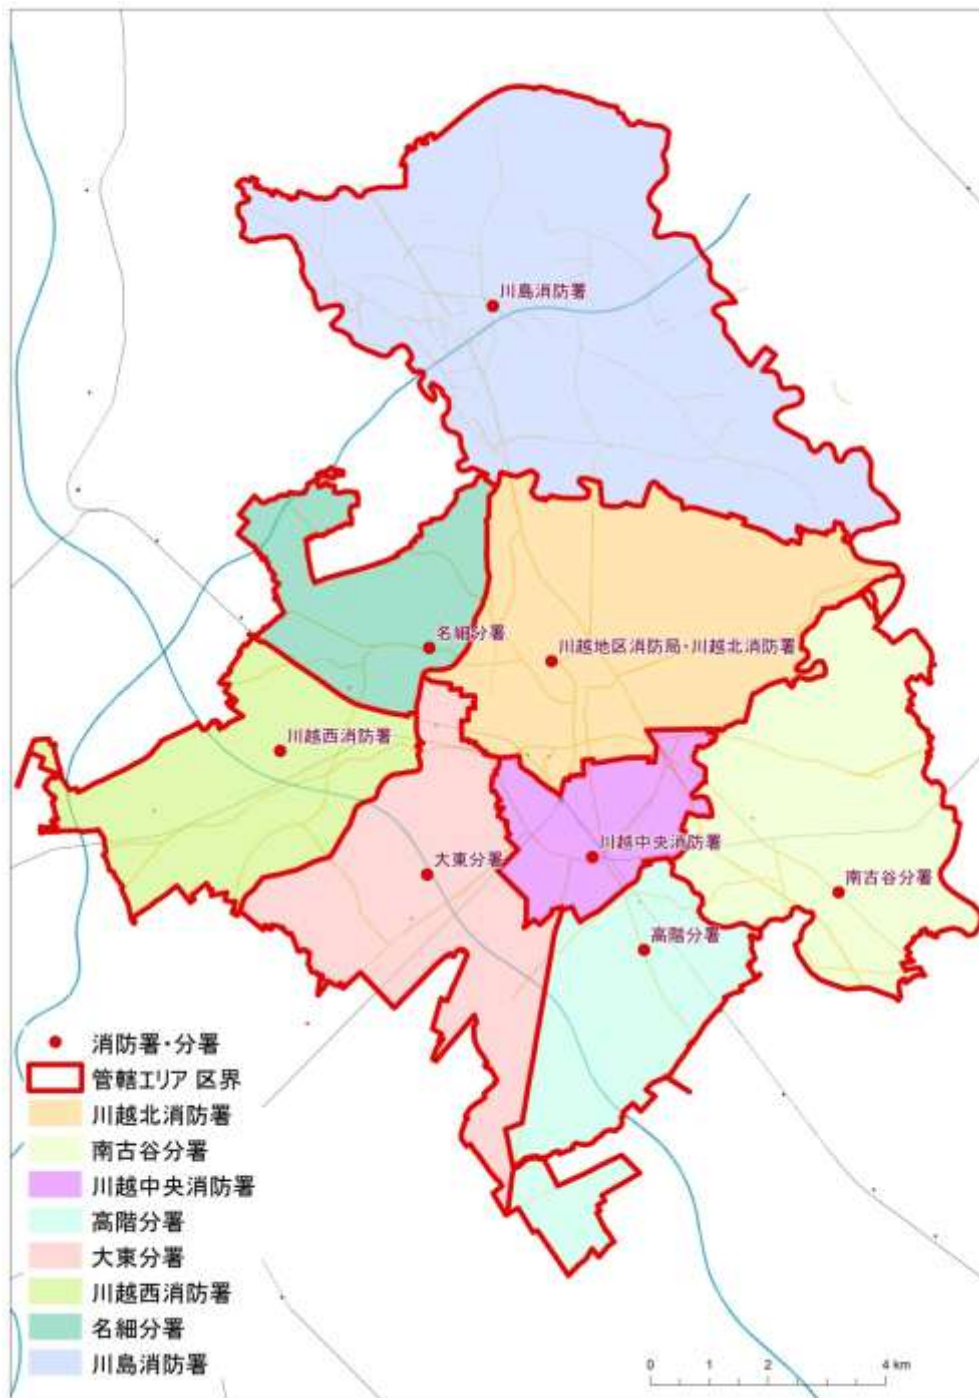 川島消防署
名細分署
川越地区消防局・川越北消防署
川越西消防署
川越中央消防署
大東分署
南古谷分署
高階分署
消防署・分署
管轄エリア 区界
川越北消防署
南古谷分署
川越中央消防署
高階分署
大東分署
川越西消防署
名細分署
川島消防署
0 1 2 4 km